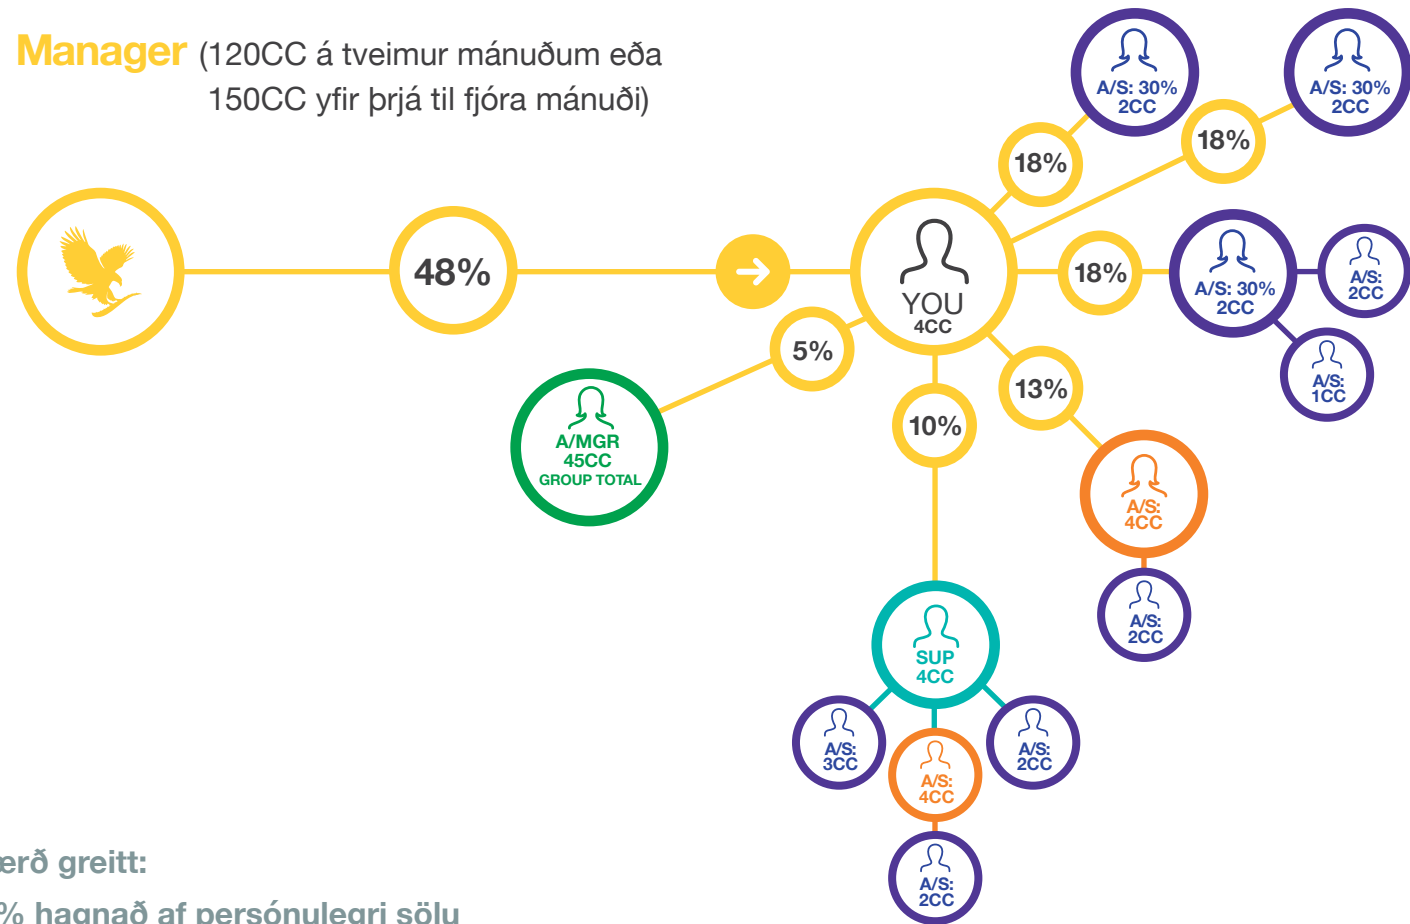 Manager (120CC á tveimur mánuðum eða
150CC yfir þrjá til fjóra mánuði)
A/S: 30%
2CC
A/S: 30%
2CC
18%
18%
48%
YOU
4CC
18%
A/S: 30%
2CC
A/S:
2CC
A/S:
1CC
5%
13%
10%
A/MGR
45CC
GROUP TOTAL
A/S:
4CC
A/S:
2CC
SUP
4CC
A/S:
3CC
A/S:
4CC
A/S:
2CC
A/S:
2CC
greitt:
% hagnað af persónulegri sölu